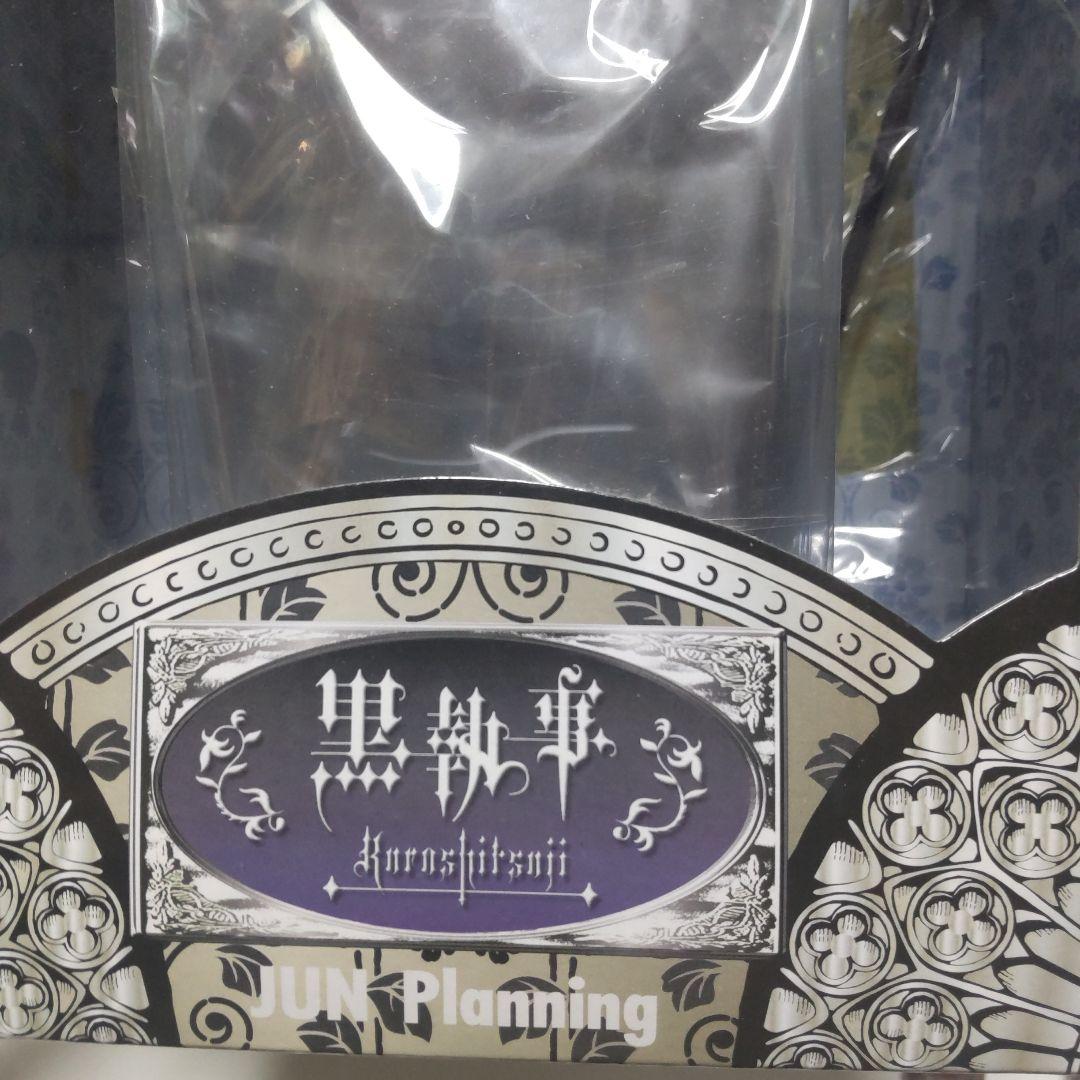 黒執事
Kuroshitsuji
JUN Planning